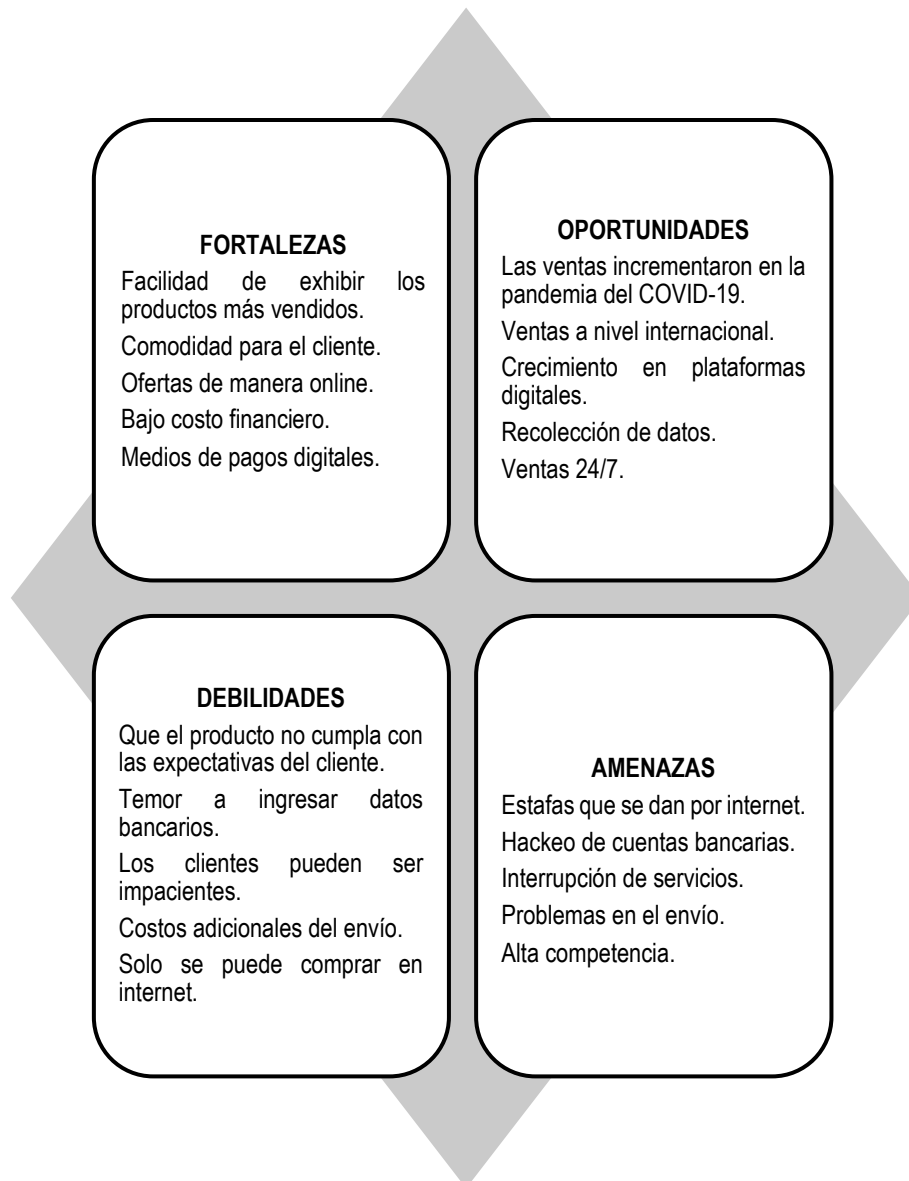 FORTALEZAS
Facilidad de exhibir los
productos más vendidos.
Comodidad para el cliente.
Ofertas de manera online.
Bajo costo financiero.
Medios de pagos digitales.
OPORTUNIDADES
Las ventas incrementaron en la
pandemia del COVID-19.
Ventas a nivel internacional.
Crecimiento en plataformas
digitales.
Recolección de datos.
Ventas 24/7.
DEBILIDADES
Que el producto no cumpla con
las expectativas del cliente.
Temor a ingresar datos
bancarios.
Los clientes pueden ser
impacientes.
Costos adicionales del envío.
Solo se puede comprar en
internet.
AMENAZAS
Estafas que se dan por internet.
Hackeo de cuentas bancarias.
Interrupción de servicios.
Problemas en el envío.
Alta competencia.